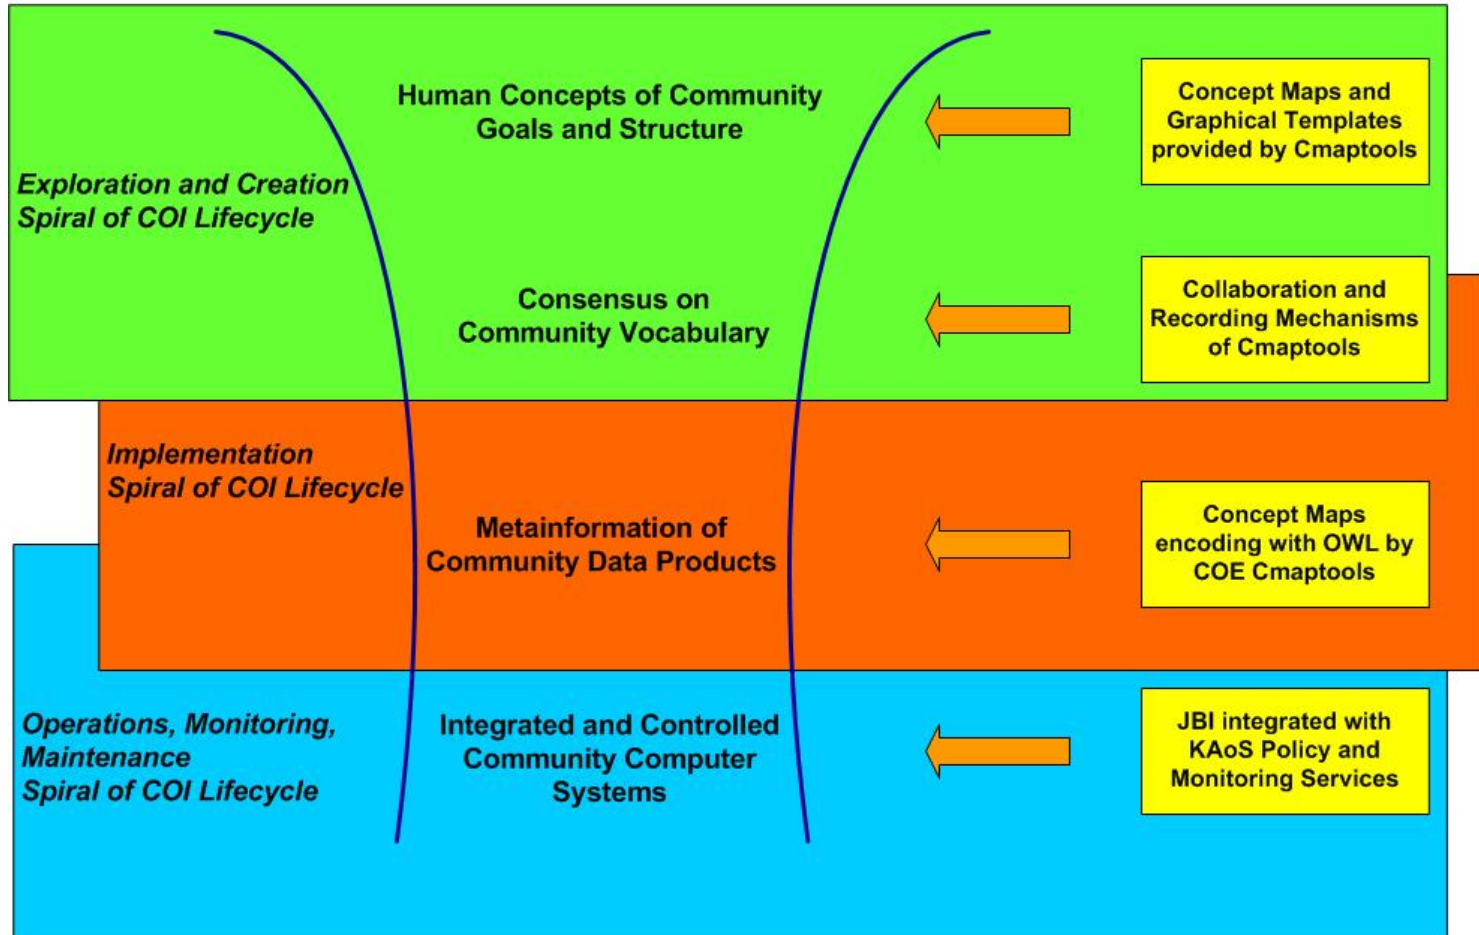 Human Concepts of Community
Goals and Structure
Concept Maps and
Graphical Templates
provided by Cmaptools
Exploration and Creation
Spiral of COI Lifecycle
Consensus on
Community Vocabulary
Collaboration and
Recording Mechanisms
of Cmaptools
Implementation
Spiral of COI Lifecycle
Metainformation of
Community Data Products
Concept Maps
encoding with OWL by
COE Cmaptools
Operations, Monitoring,
Maintenance
Spiral of COI Lifecycle
Integrated and Controlled
Community Computer
Systems
JBI integrated with
KAoS Policy and
Monitoring Services